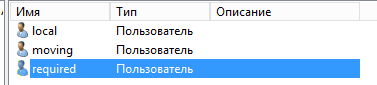 Имя Тип Описание
local Пользователь
moving Пользователь
required Пользователь